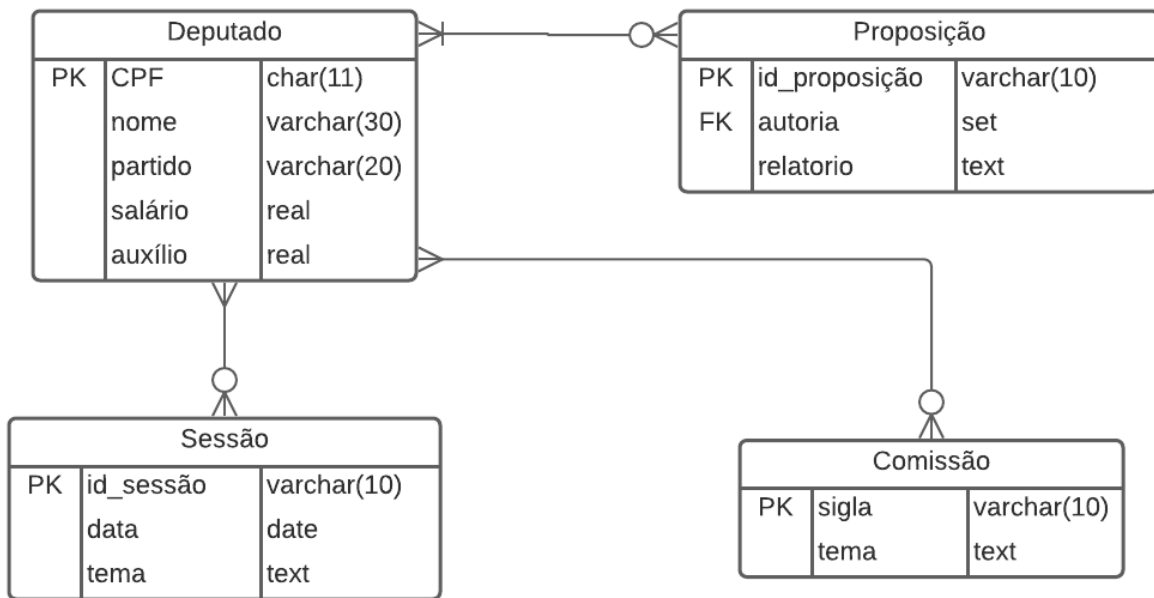 Deputado
PK CPF char(11)
nome varchar(30)
partido varchar(20)
salário real
auxílio real
Proposição
PK id_proposição varchar(10)
FK autoria set
relatorio text
Sessão
PK id_sessão varchar(10)
data date
tema text
Comissão
PK sigla varchar(10)
tema text